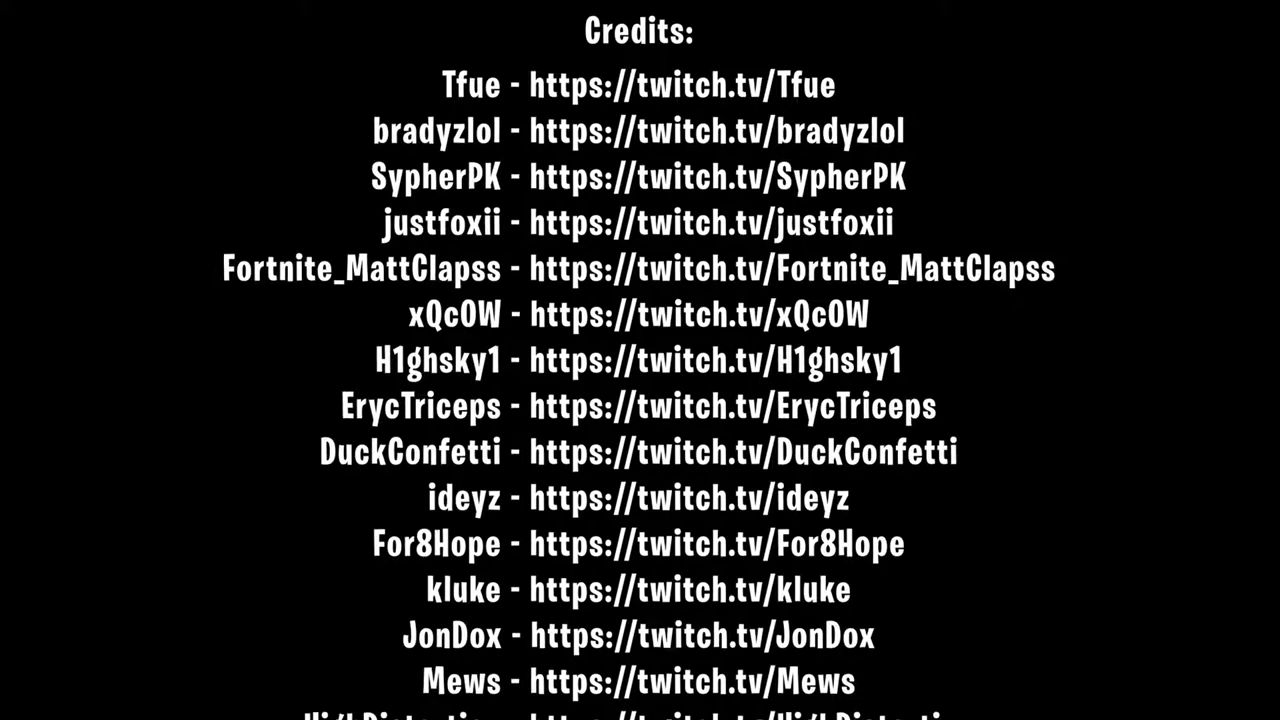 Credits:
Tfue - https://twitch.tv/Tfue
bradyzlol - https://twitch.tv/bradyzlol
SypherPK - https://twitch.tv/SypherPK
justfoxii - https://twitch.tv/justfoxii
Fortnite_MattClapss - https://twitch.tv/Fortnite_MattClapss
xQcOW - https://twitch.tv/xQcOW
H1ghsky1 - https://twitch.tv/H1ghsky1
ErycTriceps - https://twitch.tv/ErycTriceps
DuckConfetti - https://twitch.tv/DuckConfetti
ideyz - https://twitch.tv/ideyz
For8Hope - https://twitch.tv/For8Hope
kluke - https://twitch.tv/kluke
JonDox - https://twitch.tv/JonDox
Mews - https://twitch.tv/Mews